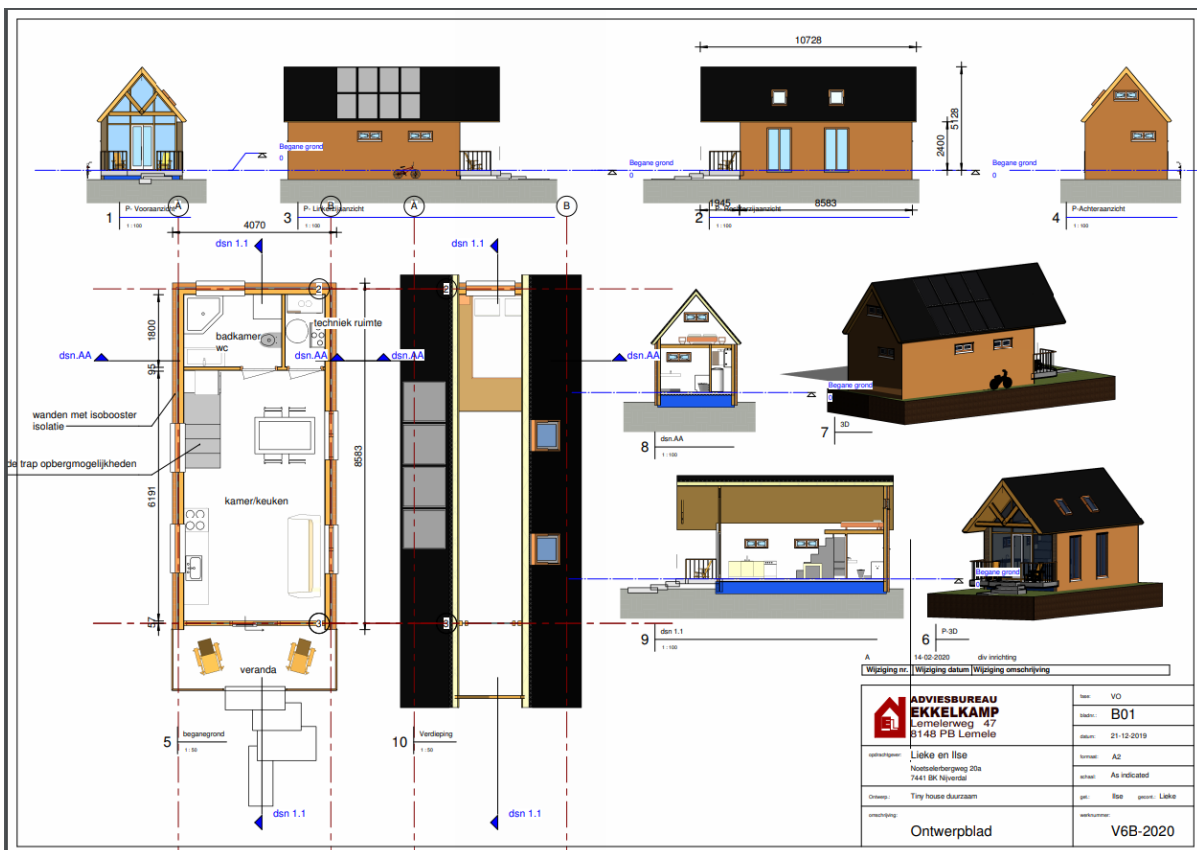 10728
5128
2400
Begane grond
0
Begane grond
0
Begane grond
0
1
P- Vooraanzicht
1 : 100
A
3
P- Linkerzijaanzicht
1 : 100
B
A
B
2
P- Rechterzijaanzicht
1 : 100
1945
8583
4
P-Achteraanzicht
1 : 100
4070
dsn 1.1
dsn 1.1
2
2
1800
badkamer
wc
techniek ruimte
dsn.AA
dsn.AA
dsn.AA
dsn.AA
95
wanden met isobooster
isolatie
de trap opbergmogelijkheden
8583
6191
kamer/keuken
57
3
3
veranda
5
beganegrond
1 : 50
10
Verdieping
1 : 50
dsn 1.1
dsn 1.1
Begane grond
0
8
dsn.AA
1 : 100
7
3D
Begane grond
0
9
dsn 1.1
1 : 100
6
P-3D
A
14-02-2020
div inrichting
Wijziging nr.
Wijziging datum
Wijziging omschrijving
ADVIESBUREAU
EKKELKAMP
Lemelerweg 47
8148 PB Lemele
fase:
VO
bladnr.:
B01
datum:
21-12-2019
opdrachtgever:
Lieke en Ilse
Noetselerbergweg 20a
7441 BK Nijverdal
formaat:
A2
schaal:
As indicated
Ontwerp.:
Tiny house duurzaam
get.:
Ilse
gecont.:
Lieke
omschrijving:
Ontwerpblad
werknummer:
V6B-2020